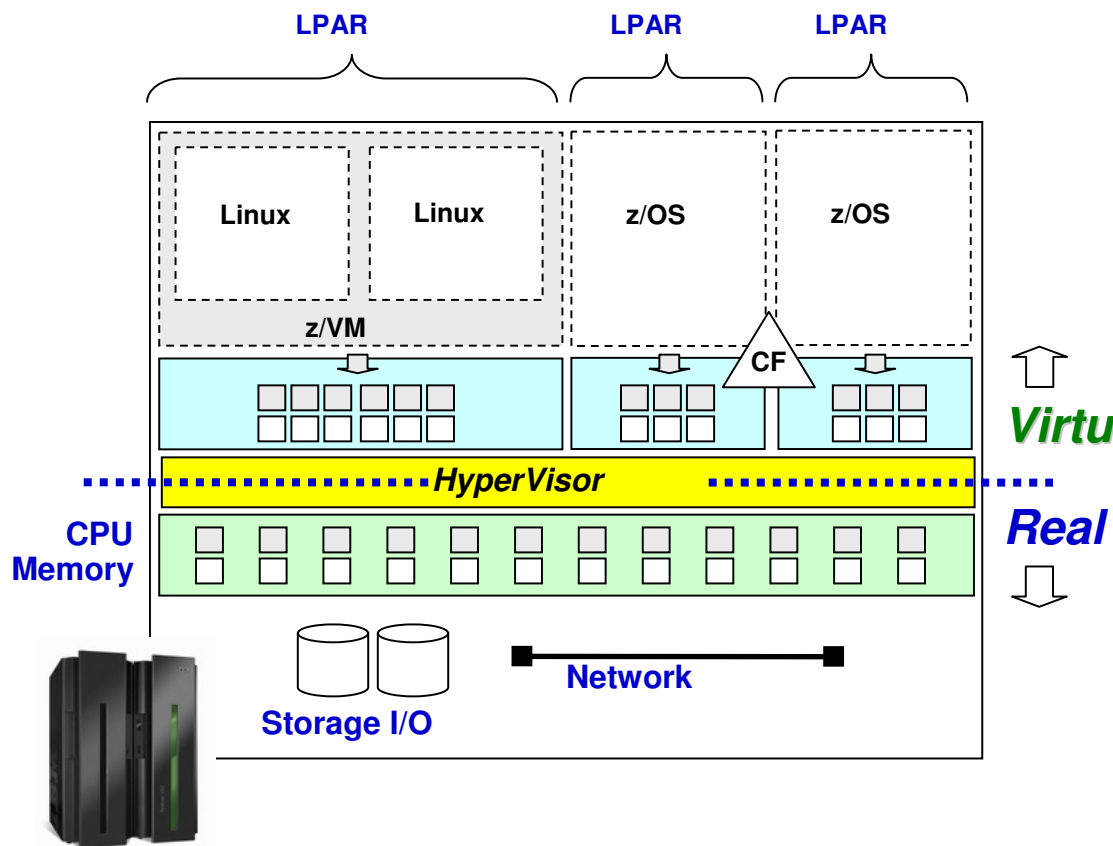 LPAR LPAR LPAR
Linux Linux z/OS z/OS
z/VM
CF
Virtu
HyperVisor
Real
CPU
Memory
Network
Storage I/O